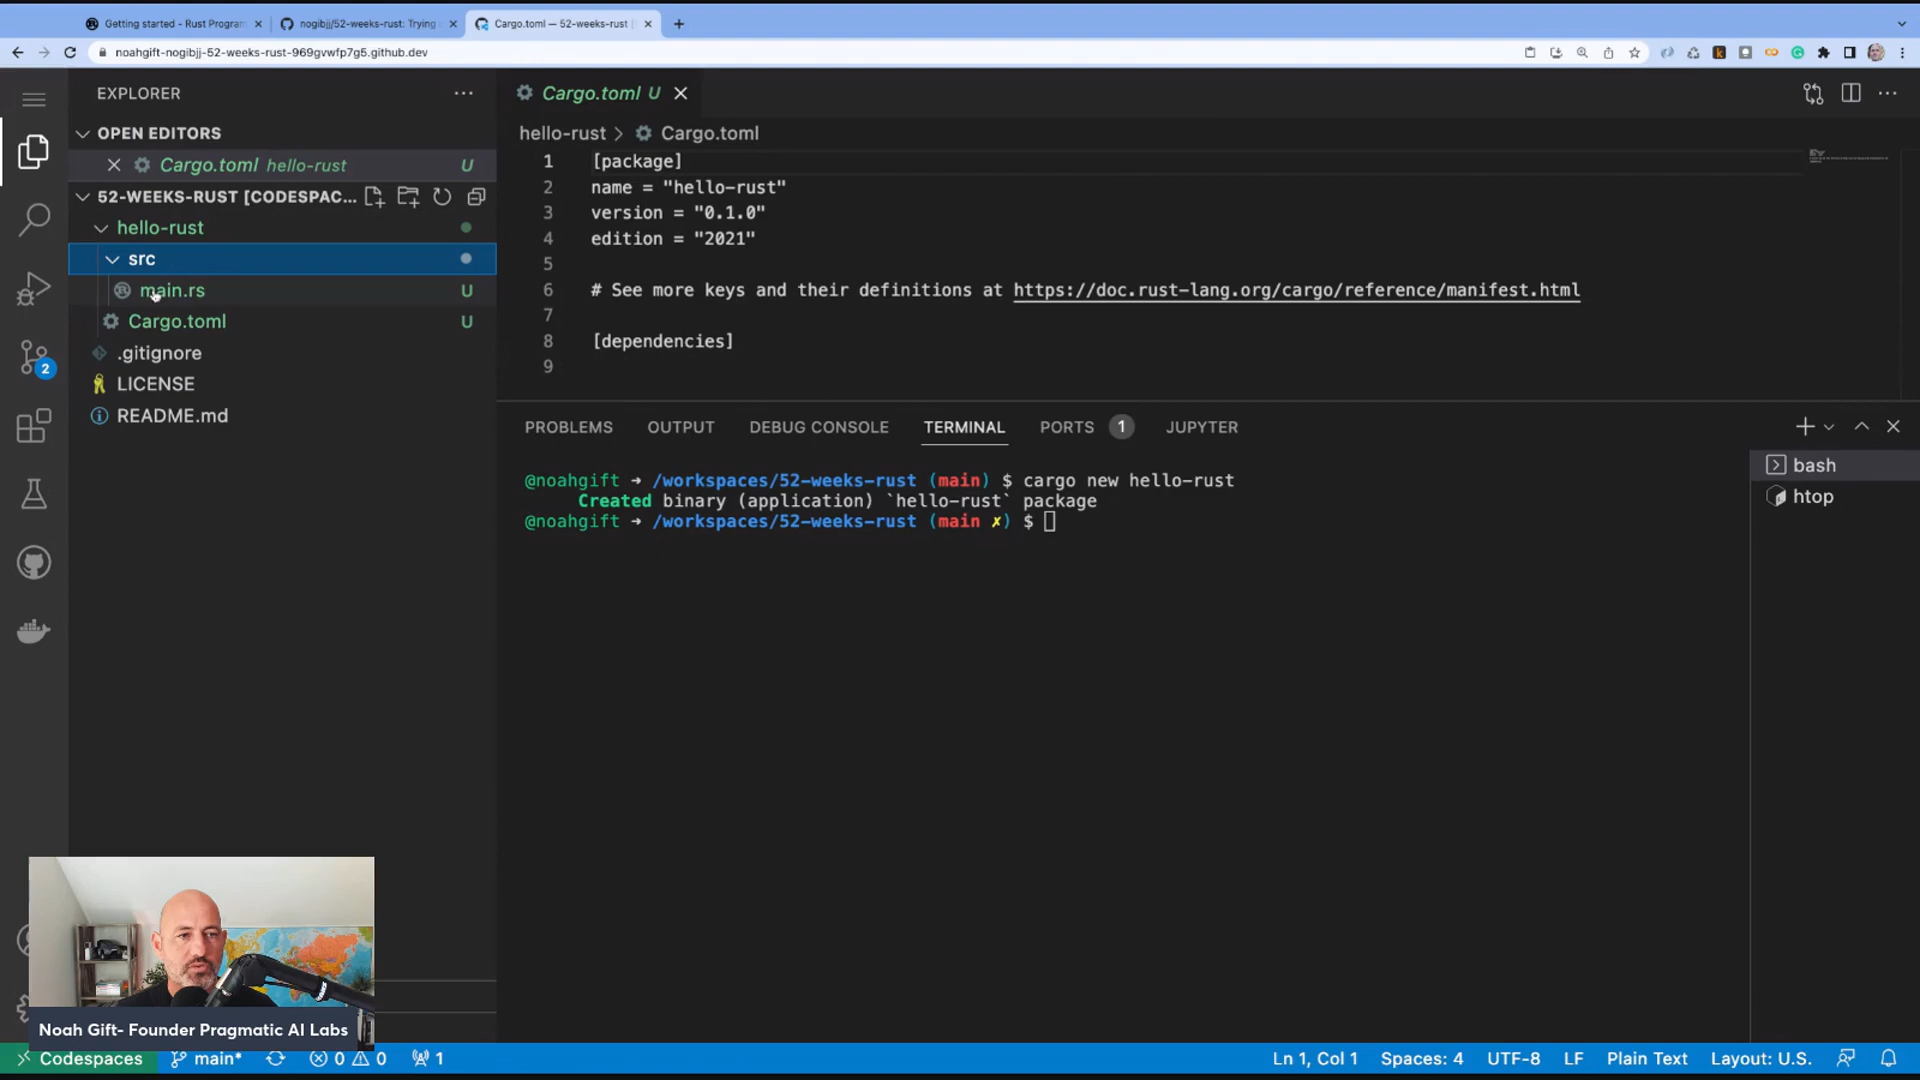 Getting started - Rust Program
nogibjj/52-weeks-rust: Trying
Cargo.toml — 52-weeks-rust
noahgift-nogibjj-52-weeks-rust-969gvwfp7g5.github.dev
EXPLORER
OPEN EDITORS
Cargo.toml hello-rust U
52-WEEKS-RUST [CODESPAC...
hello-rust
src
main.rs U
Cargo.toml U
.gitignore
LICENSE
README.md
2
Cargo.toml U
hello-rust > Cargo.toml
1 [package]
2 name = "hello-rust"
3 version = "0.1.0"
4 edition = "2021"
5
6 # See more keys and their definitions at https://doc.rust-lang.org/cargo/reference/manifest.html
7
8 [dependencies]
9
PROBLEMS OUTPUT DEBUG CONSOLE TERMINAL PORTS 1 JUPYTER
@noahgift ➜ /workspaces/52-weeks-rust (main) $ cargo new hello-rust
Created binary (application) `hello-rust` package
@noahgift ➜ /workspaces/52-weeks-rust (main ✗) $
bash
htop
Noah Gift- Founder Pragmatic AI Labs
Codespaces main* 0 0 1 Ln 1, Col 1 Spaces: 4 UTF-8 LF Plain Text Layout: U.S.